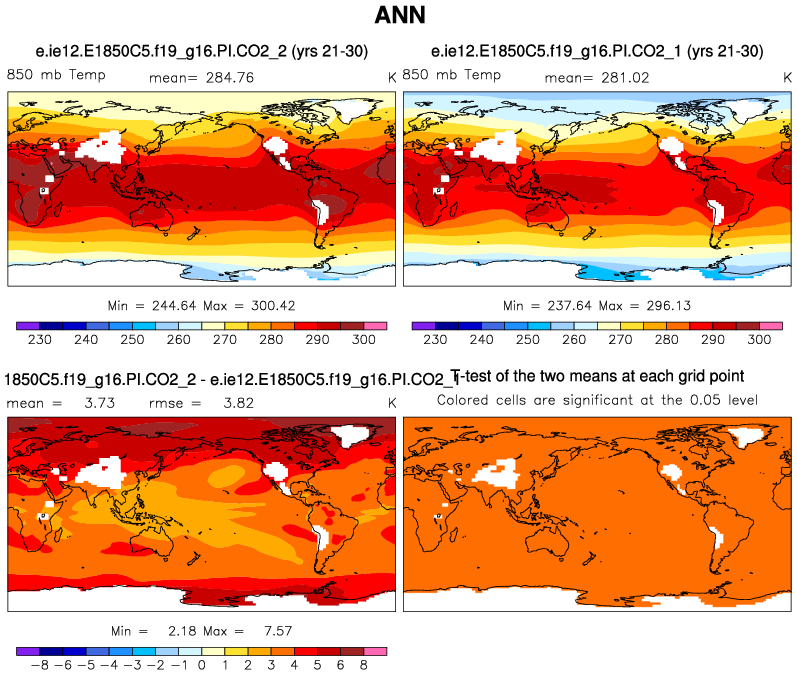 ANN
e.ie12.E1850C5.f19_g16.PI.CO2_2 (yrs 21-30)
850 mb Temp mean= 284.76 K
Min = 244.64 Max = 300.42
230 240 250 260 270 280 290 300
e.ie12.E1850C5.f19_g16.PI.CO2_1 (yrs 21-30)
850 mb Temp mean= 281.02 K
Min = 237.64 Max = 296.13
230 240 250 260 270 280 290 300
1850C5.f19_g16.PI.CO2_2 - e.ie12.E1850C5.f19_g16.PI.CO2_1
mean = 3.73 rmse = 3.82 K
Min = 2.18 Max = 7.57
-8 -6 -5 -4 -3 -2 -1 0 1 2 3 4 5 6 8
T-test of the two means at each grid point
Colored cells are significant at the 0.05 level